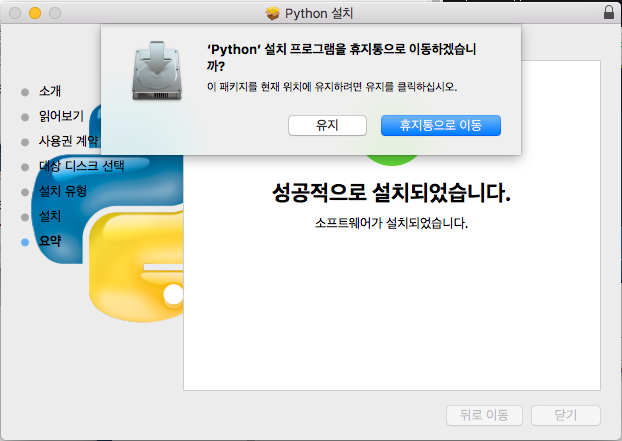 Python 설치
‘Python’ 설치 프로그램을 휴지통으로 이동하겠습니
까?
이 패키지를 현재 위치에 유지하려면 유지를 클릭하십시오.
유지
휴지통으로 이동
소개
읽어보기
사용권 계약
대상 디스크 선택
설치 유형
설치
요약
성공적으로 설치되었습니다.
소프트웨어가 설치되었습니다.
뒤로 이동
닫기